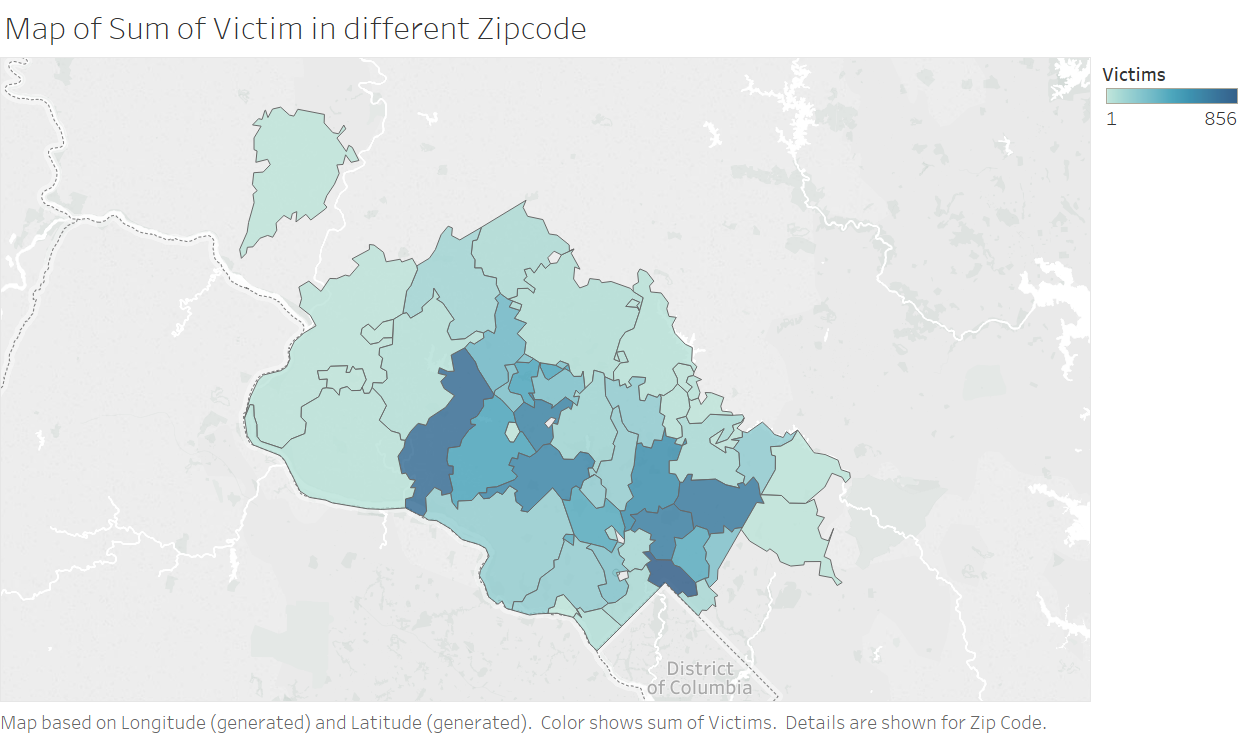 Map of Sum of Victim in different Zipcode
Victims
1 856
District
of Columbia
Map based on Longitude (generated) and Latitude (generated). Color shows sum of Victims. Details are shown for Zip Code.